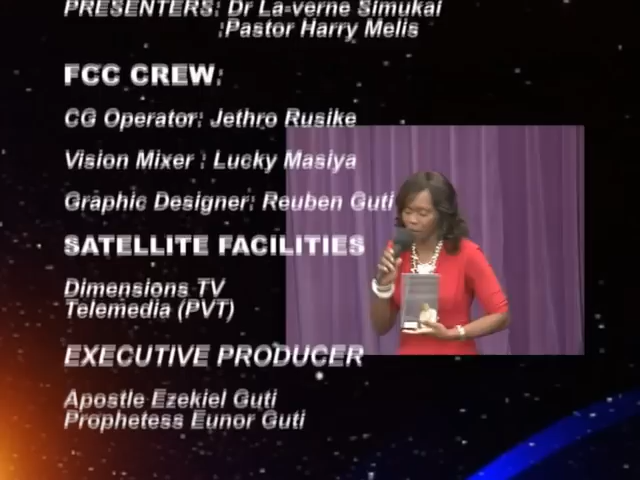 PRESENTERS: Dr La-verne Simukai
:Pastor Harry Melis
FCC CREW:
CG Operator: Jethro Rusike
Vision Mixer : Lucky Masiya
Graphic Designer: Reuben Guti
SATELLITE FACILITIES
Dimensions TV
Telemedia (PVT)
EXECUTIVE PRODUCER
Apostle Ezekiel Guti
Prophetess Eunor Guti